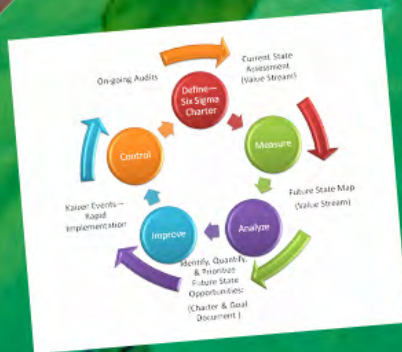 On-going Audits
Current State
Assessment
(Value Stream)
Define—
Six Sigma
Charter
Control
Measure
Kaizer Events—
Rapid
Implementation
Future State Map
(Value Stream)
Improve
Analyze
Identify, Quantify,
& Prioritize
Future State
Opportunities:
(Charter & Goal
Document )